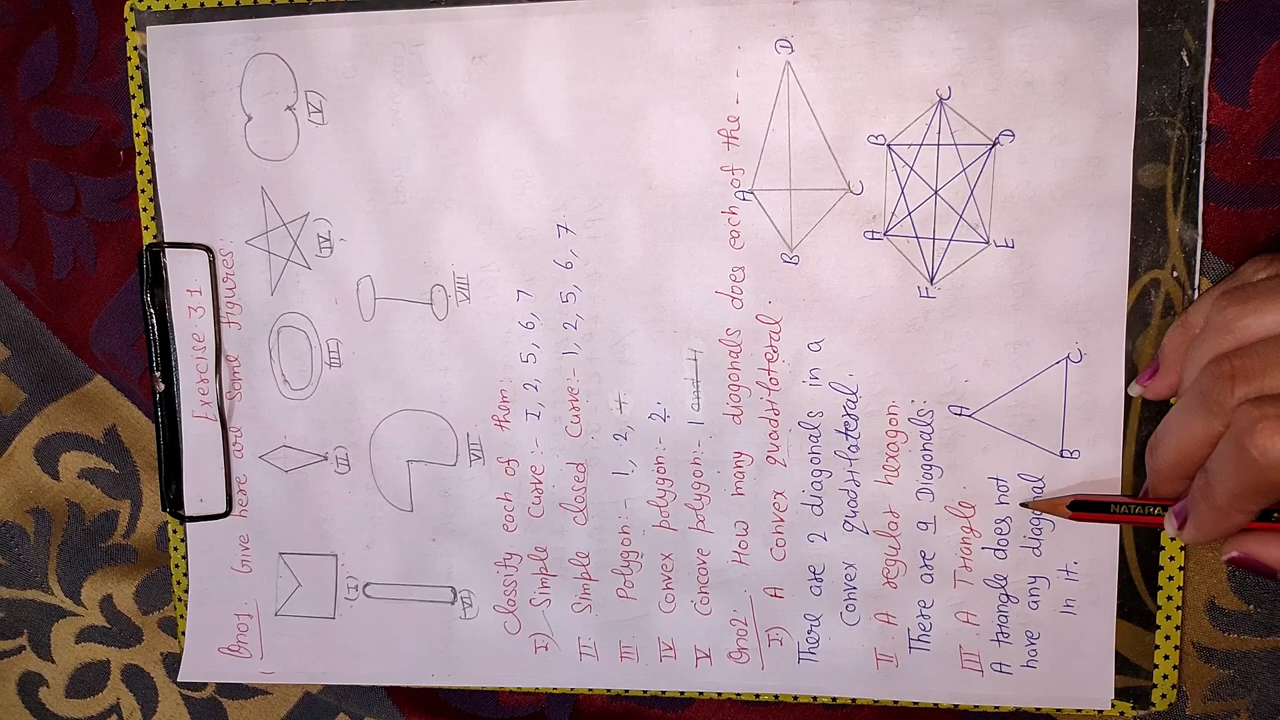 Exercise 3.1.
Qno1. Give here are some figures:
(I) (II) (III) (IV) (V)
(VI) VII VIII
Classify each of them:
I) Simple Curve:- I, 2, 5, 6, 7
II. Simple closed Curve:- 1, 2, 5, 6, 7.
III. Polygon:- 1, 2, 4.
IV Convex polygon:- 2.
V Concave polygon:- 1 and 4
Qno2. How many diagonals does each of the - -
I) A Convex quadrilateral.
There are 2 diagonals in a
Convex quadrilateral.
A B C D.
II. A regular hexagon.
There are 9 Diagonals:
A B C D E F
III. A Triangle.
A triangle does not
have any diagonal
in it.
A B C
NATARA